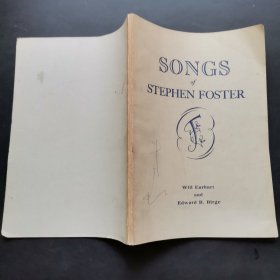 SONGS
of
STEPHEN FOSTER
Will Earhart
and
Edward B. Birge